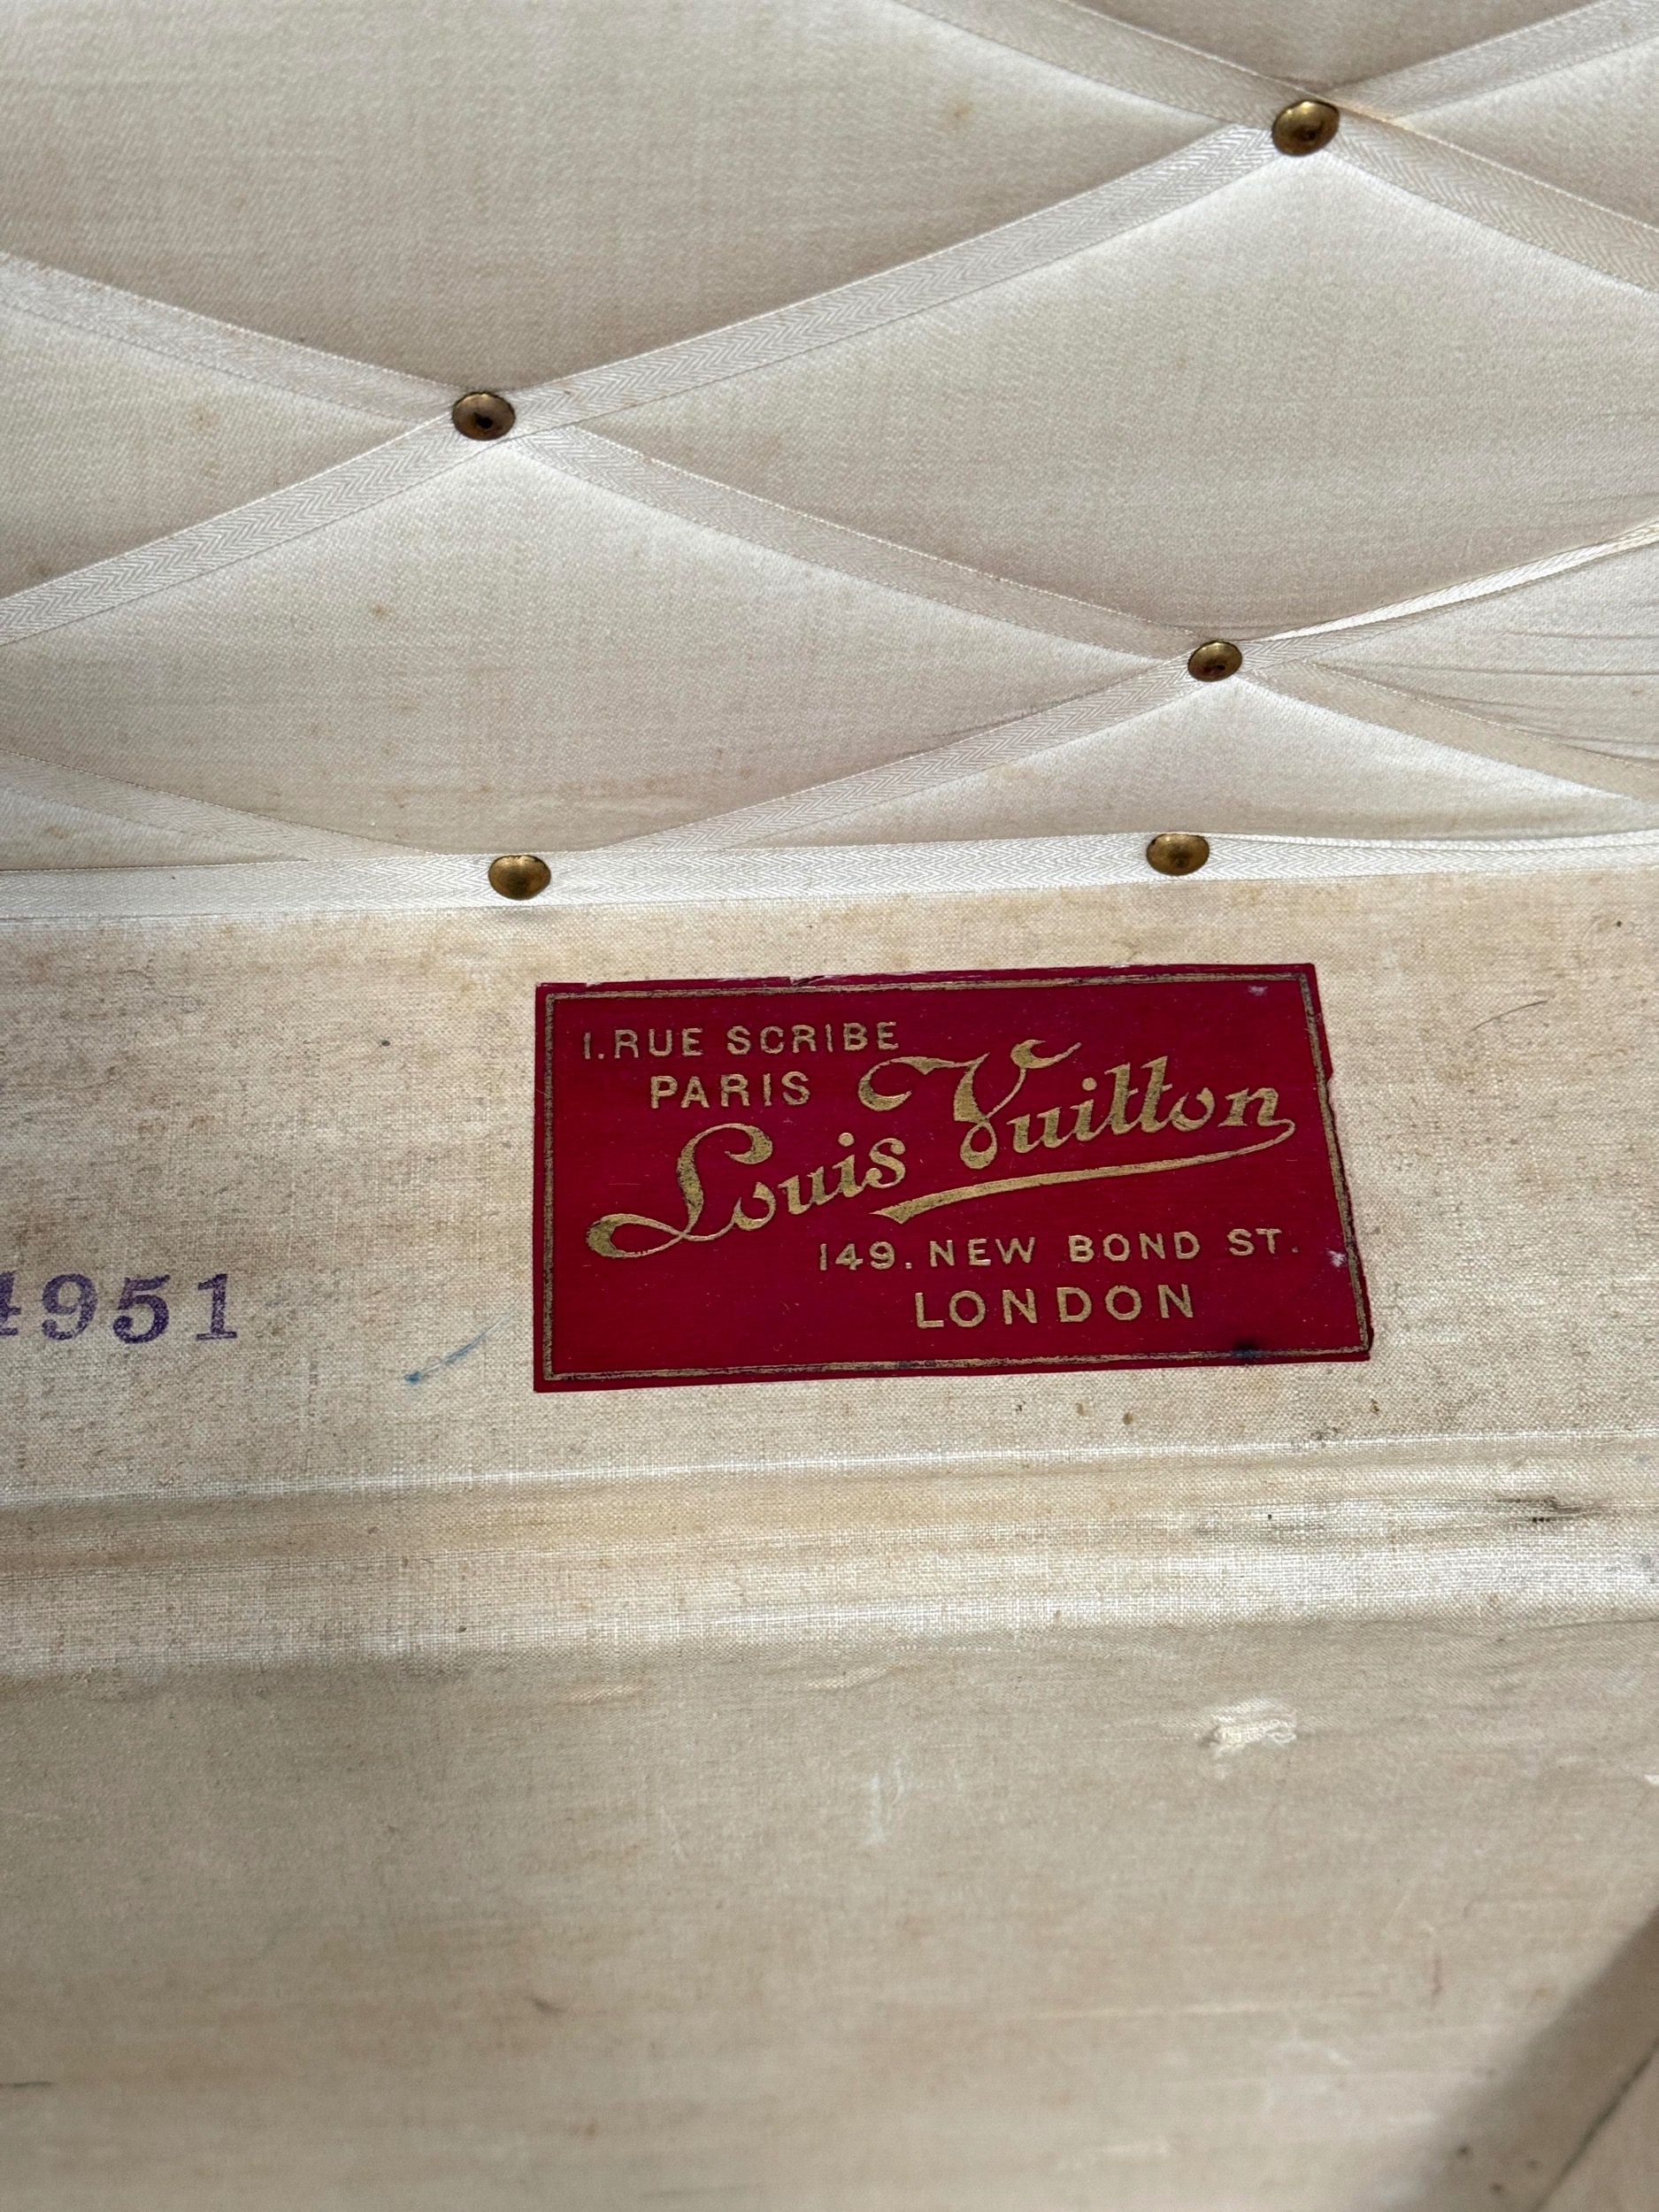 1. RUE SCRIBE
PARIS
Louis Vuitton
149. NEW BOND ST.
LONDON
4951